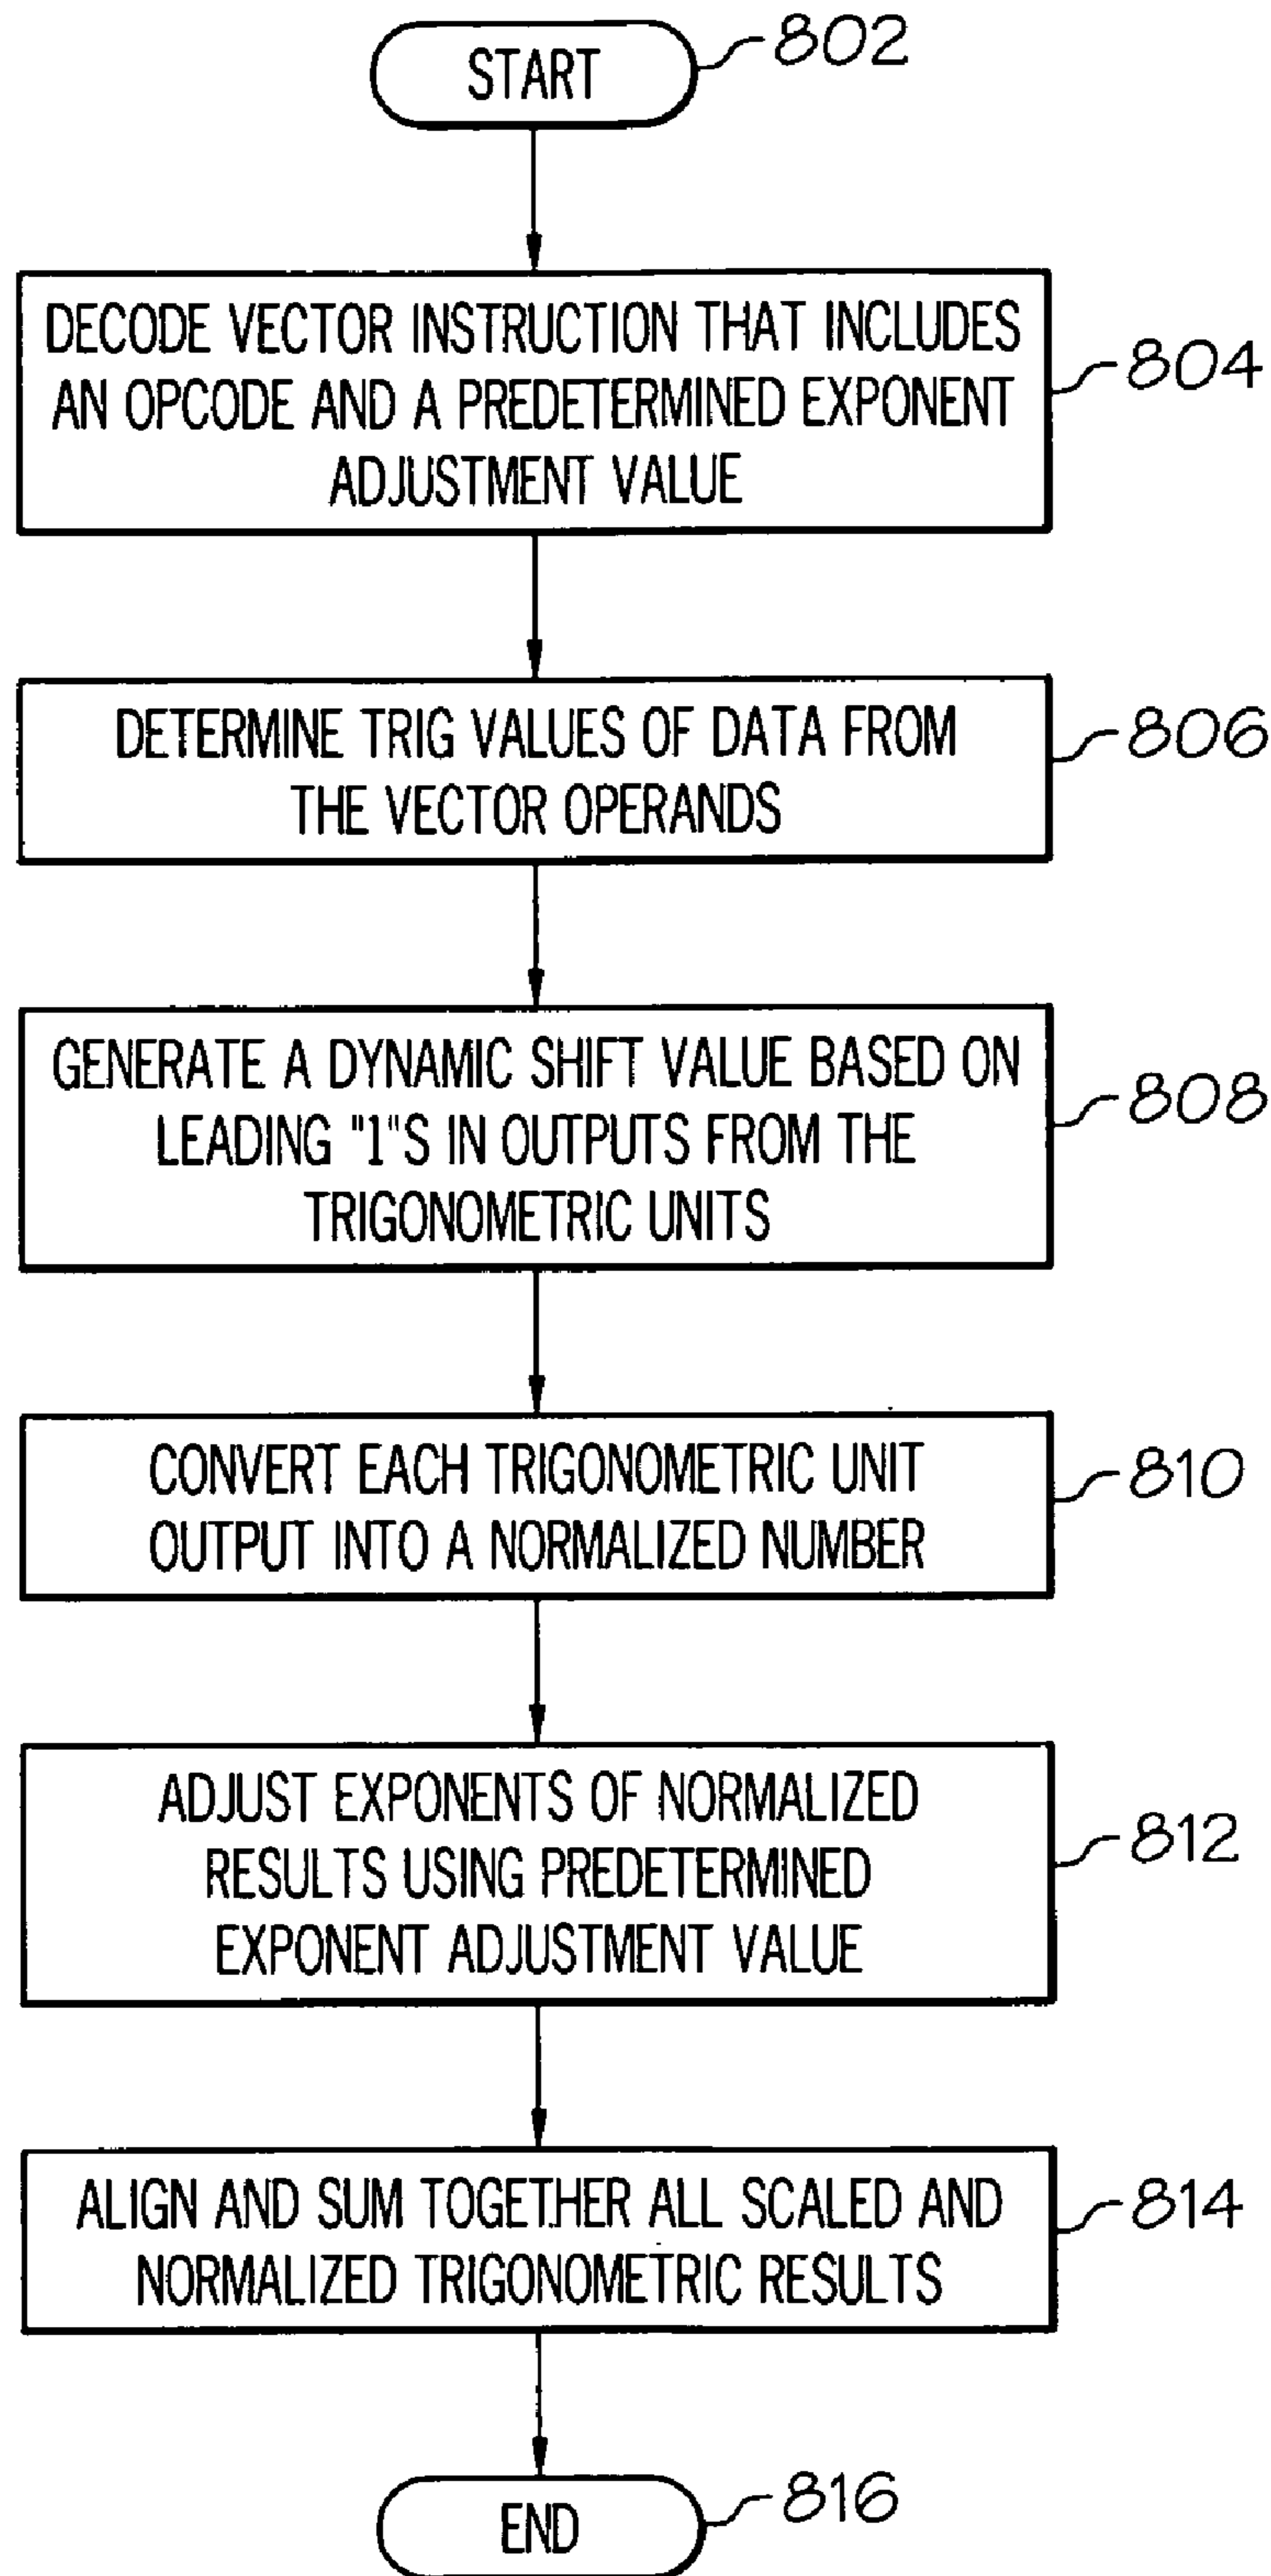 START
802
DECODE VECTOR INSTRUCTION THAT INCLUDES
AN OPCODE AND A PREDETERMINED EXPONENT
ADJUSTMENT VALUE
804
DETERMINE TRIG VALUES OF DATA FROM
THE VECTOR OPERANDS
806
GENERATE A DYNAMIC SHIFT VALUE BASED ON
LEADING "1"S IN OUTPUTS FROM THE
TRIGONOMETRIC UNITS
808
CONVERT EACH TRIGONOMETRIC UNIT
OUTPUT INTO A NORMALIZED NUMBER
810
ADJUST EXPONENTS OF NORMALIZED
RESULTS USING PREDETERMINED
EXPONENT ADJUSTMENT VALUE
812
ALIGN AND SUM TOGETHER ALL SCALED AND
NORMALIZED TRIGONOMETRIC RESULTS
814
END
816